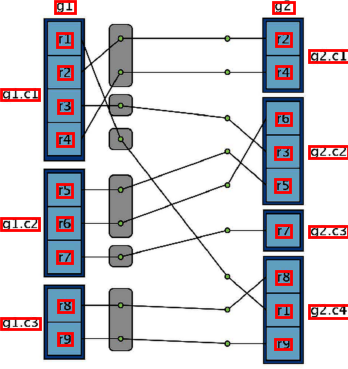 g1 g2
r1 r2
r2 g2.c1
r4
g1.c1
r3 r6
r4 r3 g2.c2
r5 r5
g1.c2 r6 r7 g2.c3
r7
r8 r8
g1.c3 r1 g2.c4
r9 r9